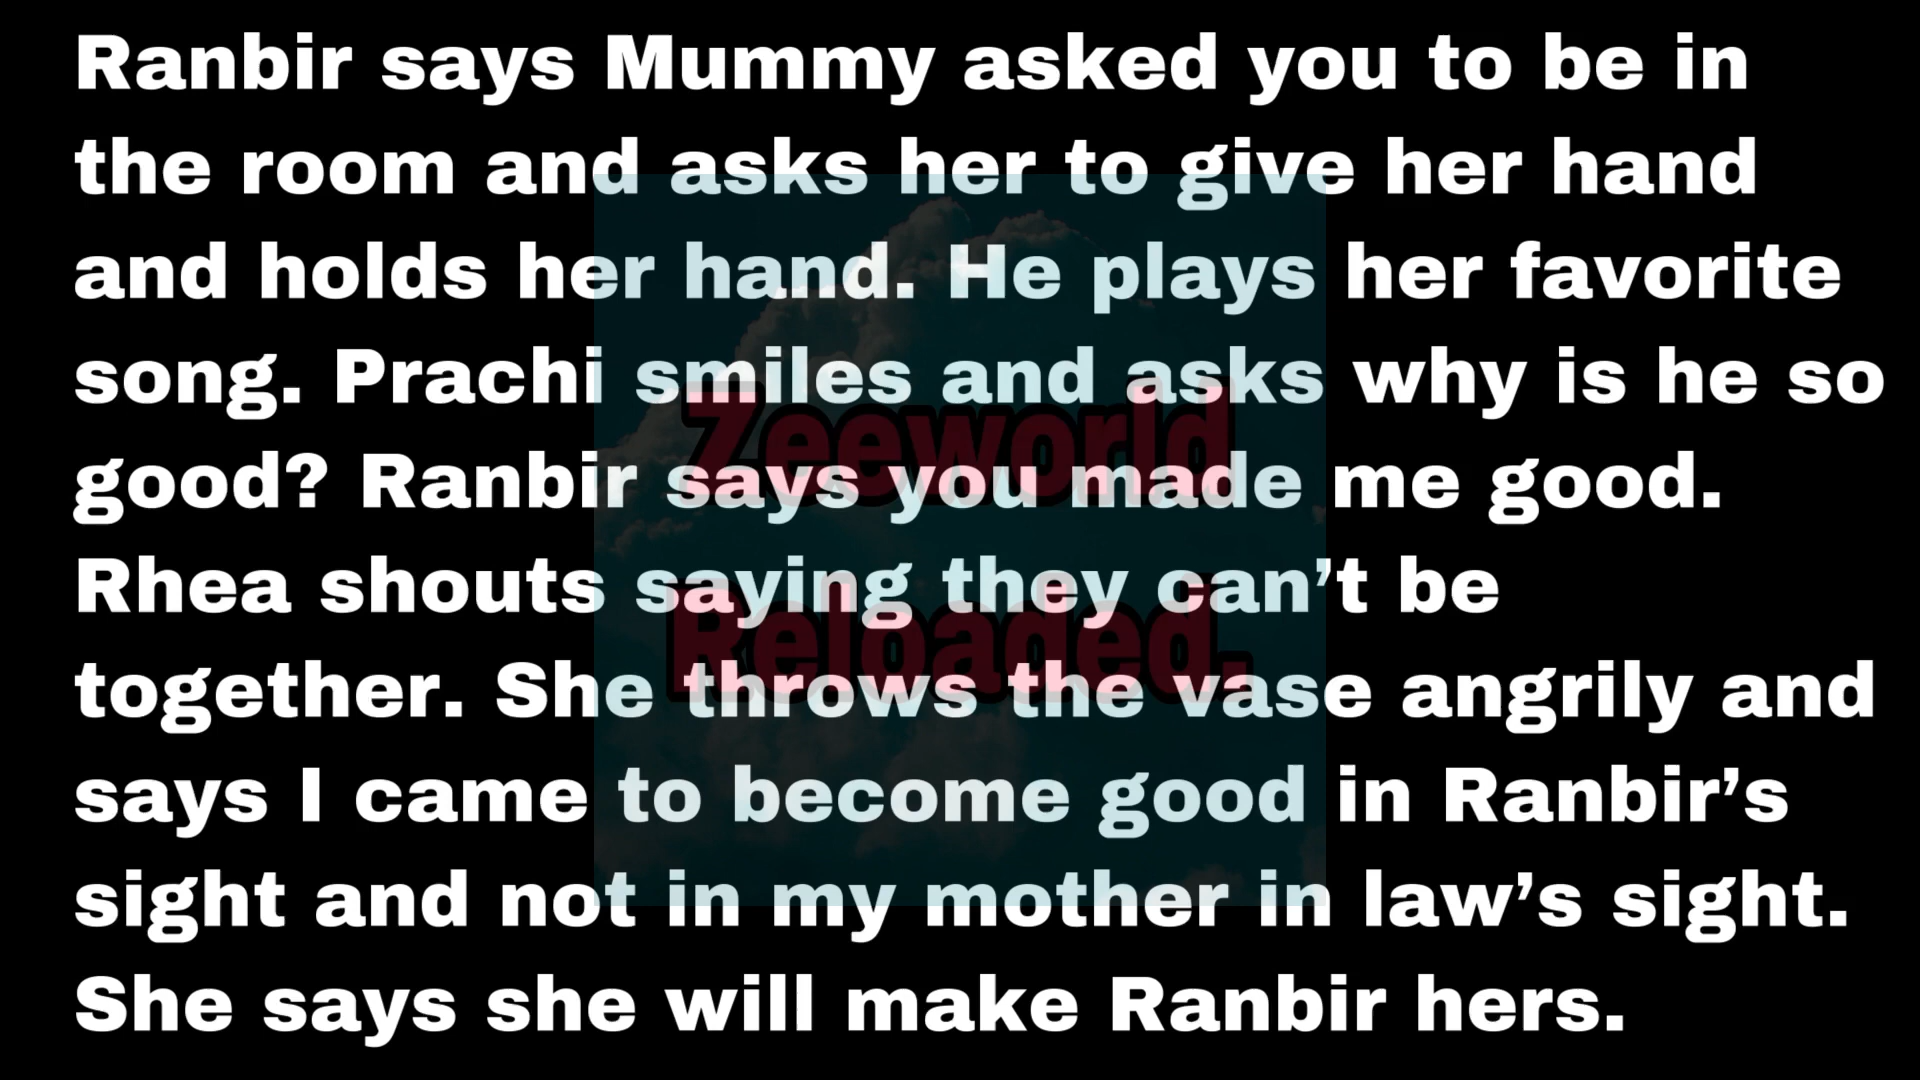 Ranbir says Mummy asked you to be in
the room and asks her to give her hand
and holds her hand. He plays her favorite
song. Prachi smiles and asks why is he so
good? Ranbir says you made me good.
Rhea shouts saying they can’t be
together. She throws the vase angrily and
says I came to become good in Ranbir’s
sight and not in my mother in law’s sight.
She says she will make Ranbir hers.
Zeeworld
Reloaded.